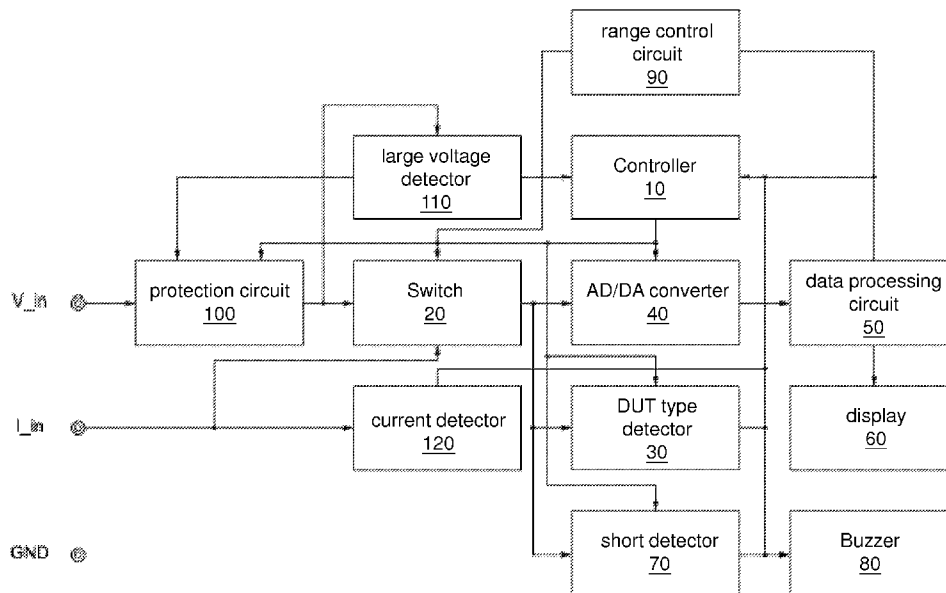 range control
circuit
90
large voltage
detector
110
Controller
10
V_in
protection circuit
100
Switch
20
AD/DA converter
40
data processing
circuit
50
I_in
current detector
120
DUT type
detector
30
display
60
GND
short detector
70
Buzzer
80